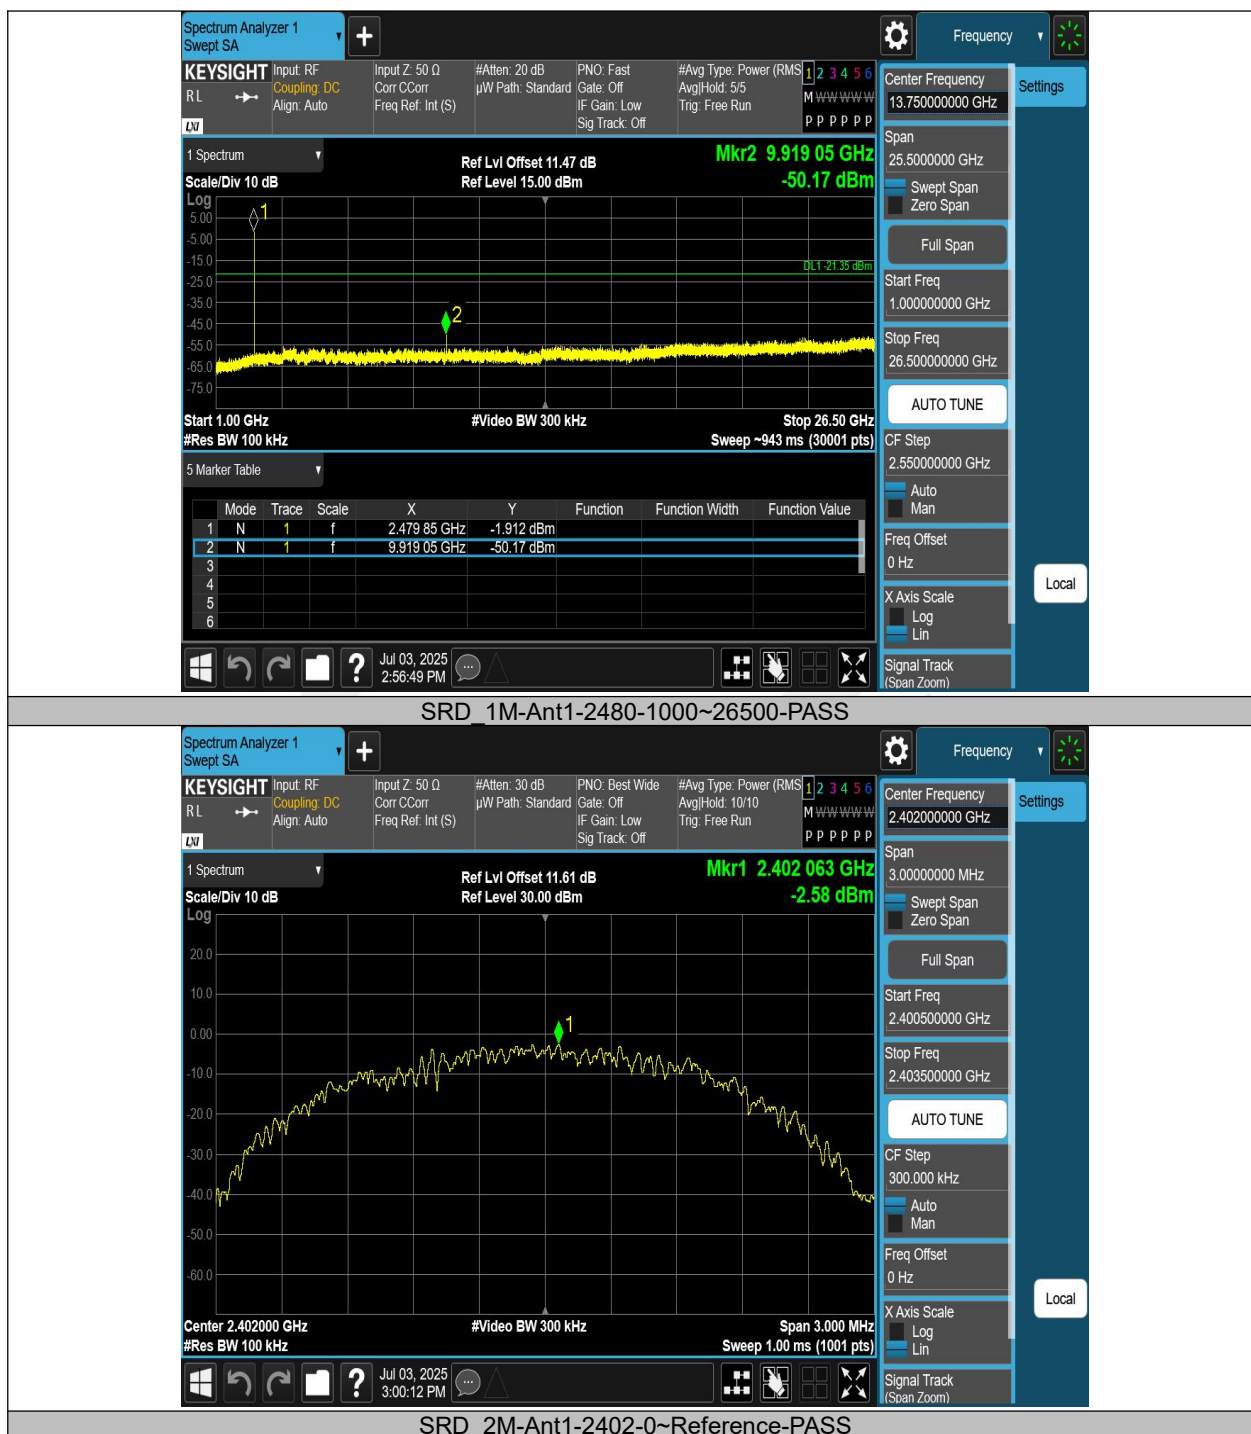 Spectrum Analyzer 1
Swept SA
+
Frequency
KEYSIGHT
RL
LXI
Input: RF
Coupling: DC
Align: Auto
Input Z: 50 Ω
Corr CCorr
Freq Ref: Int (S)
#Atten: 20 dB
µW Path: Standard
PNO: Fast
Gate: Off
IF Gain: Low
Sig Track: Off
#Avg Type: Power (RMS
Avg|Hold: 5/5
Trig: Free Run
1 2 3 4 5 6
M W W W W W
P P P P P P
Center Frequency
13.750000000 GHz
Settings
Span
25.5000000 GHz
Swept Span
Zero Span
Full Span
Start Freq
1.000000000 GHz
Stop Freq
26.500000000 GHz
AUTO TUNE
CF Step
2.550000000 GHz
Auto
Man
Freq Offset
0 Hz
X Axis Scale
Log
Lin
Signal Track
(Span Zoom)
Local
1 Spectrum
Scale/Div 10 dB
Ref Lvl Offset 11.47 dB
Ref Level 15.00 dBm
Mkr2 9.919 05 GHz
-50.17 dBm
Log
5.00
-5.00
-15.0
-25.0
-35.0
-45.0
-55.0
-65.0
-75.0
1
2
DL1 -21.35 dBm
Start 1.00 GHz
#Video BW 300 kHz
Stop 26.50 GHz
#Res BW 100 kHz
Sweep ~943 ms (30001 pts)
5 Marker Table
Mode Trace Scale X Y Function Function Width Function Value
1 N 1 f 2.479 85 GHz -1.912 dBm
2 N 1 f 9.919 05 GHz -50.17 dBm
3
4
5
6
?
Jul 03, 2025
2:56:49 PM
SRD_1M-Ant1-2480-1000~26500-PASS
Spectrum Analyzer 1
Swept SA
+
Frequency
KEYSIGHT
RL
LXI
Input: RF
Coupling: DC
Align: Auto
Input Z: 50 Ω
Corr CCorr
Freq Ref: Int (S)
#Atten: 30 dB
µW Path: Standard
PNO: Best Wide
Gate: Off
IF Gain: Low
Sig Track: Off
#Avg Type: Power (RMS
Avg|Hold: 10/10
Trig: Free Run
1 2 3 4 5 6
M W W W W W
P P P P P P
Center Frequency
2.402000000 GHz
Settings
Span
3.00000000 MHz
Swept Span
Zero Span
Full Span
Start Freq
2.400500000 GHz
Stop Freq
2.403500000 GHz
AUTO TUNE
CF Step
300.000 kHz
Auto
Man
Freq Offset
0 Hz
X Axis Scale
Log
Lin
Signal Track
(Span Zoom)
Local
1 Spectrum
Scale/Div 10 dB
Ref Lvl Offset 11.61 dB
Ref Level 30.00 dBm
Mkr1 2.402 063 GHz
-2.58 dBm
Log
20.0
10.0
0.00
-10.0
-20.0
-30.0
-40.0
-50.0
-60.0
1
Center 2.402000 GHz
#Video BW 300 kHz
Span 3.000 MHz
#Res BW 100 kHz
Sweep 1.00 ms (1001 pts)
?
Jul 03, 2025
3:00:12 PM
SRD_2M-Ant1-2402-0~Reference-PASS